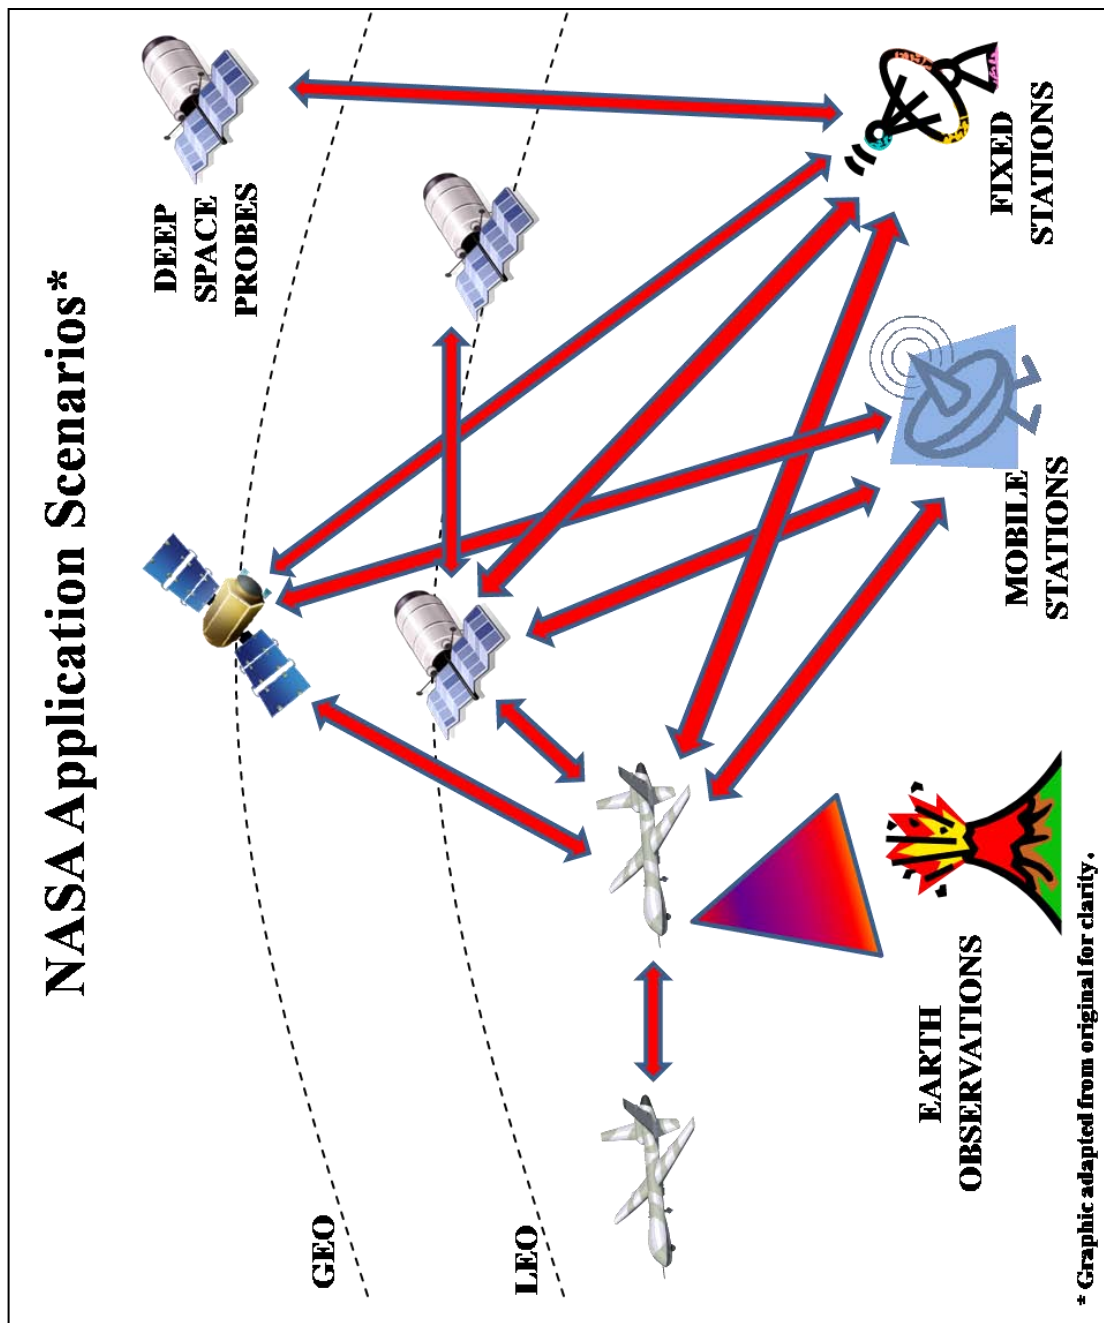 NASA Application Scenarios*
DEEP
SPACE
PROBES
GEO
LEO
EARTH
OBSERVATIONS
MOBILE
STATIONS
FIXED
STATIONS
* Graphic adapted from original for clarity.